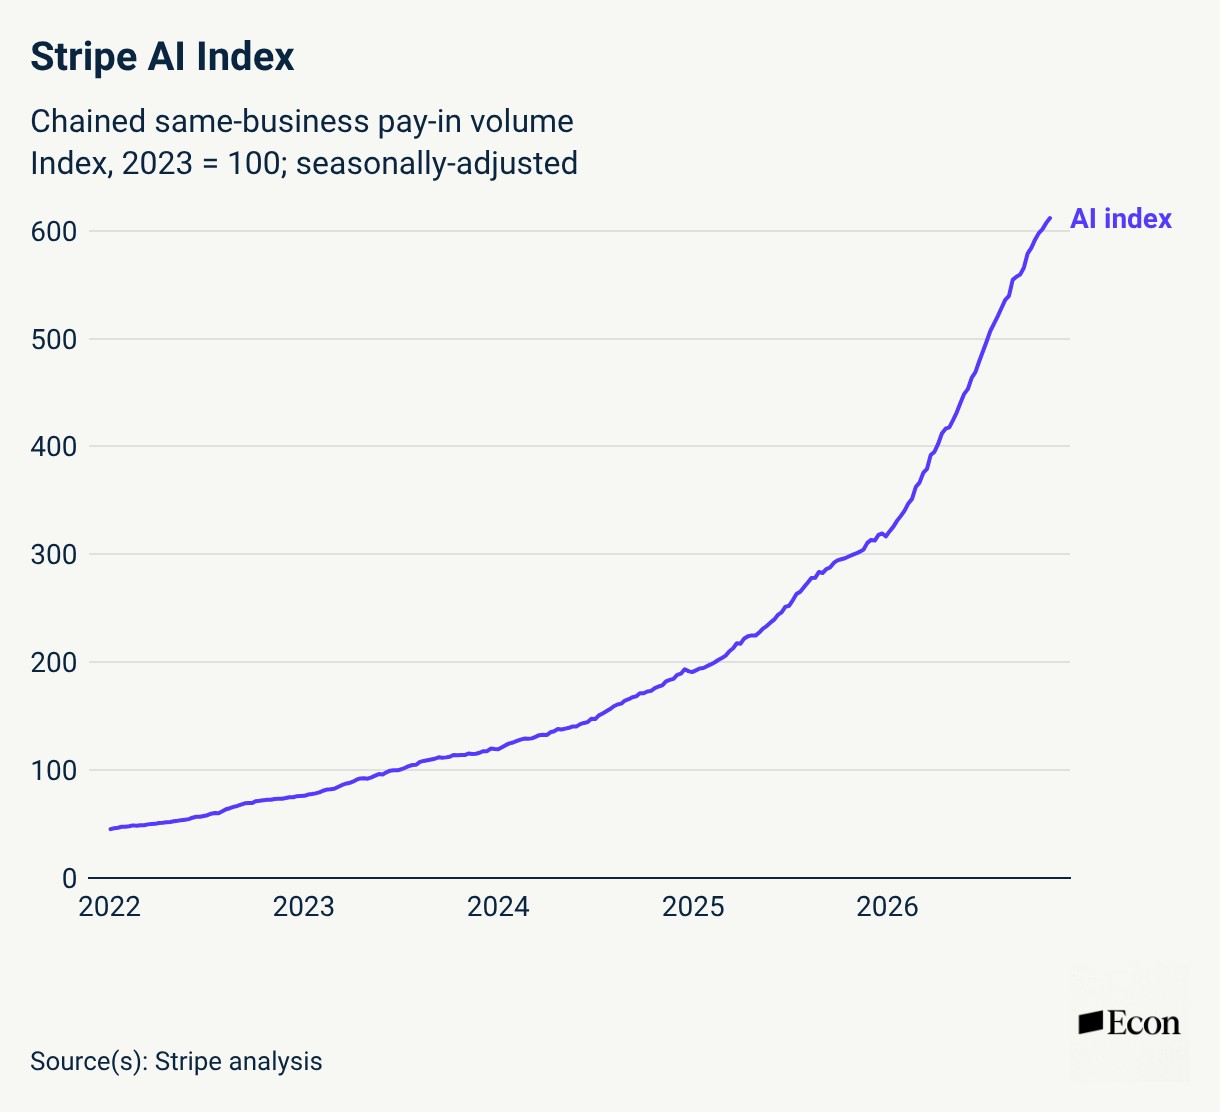 Stripe AI Index
Chained same-business pay-in volume
Index, 2023 = 100; seasonally-adjusted
AI index
600
500
400
300
200
100
0
2022 2023 2024 2025 2026
Econ
Source(s): Stripe analysis